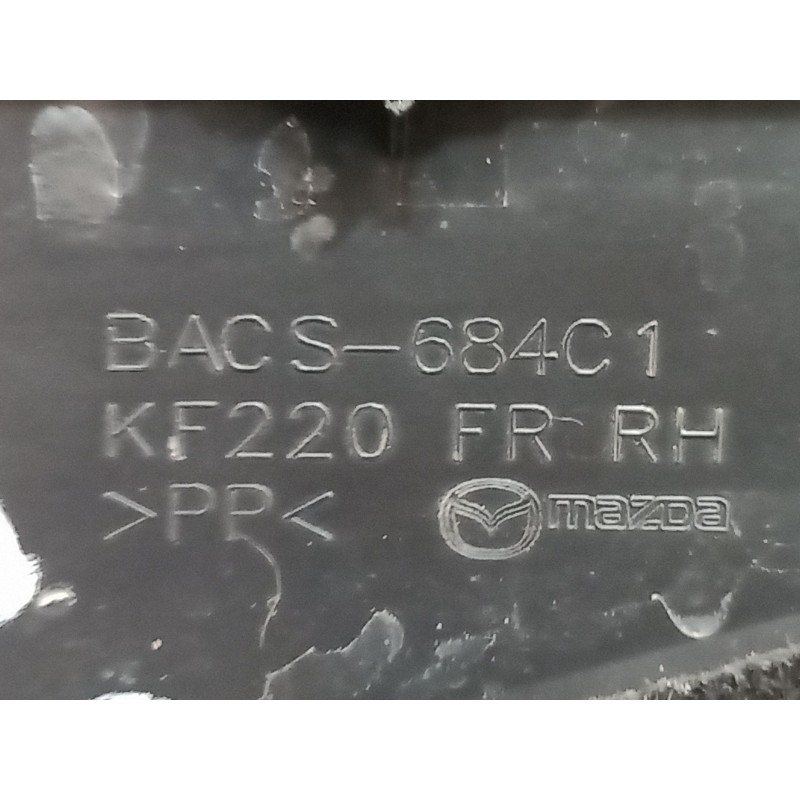 BACS-684C1
KF220 FR RH
>PP< mazda